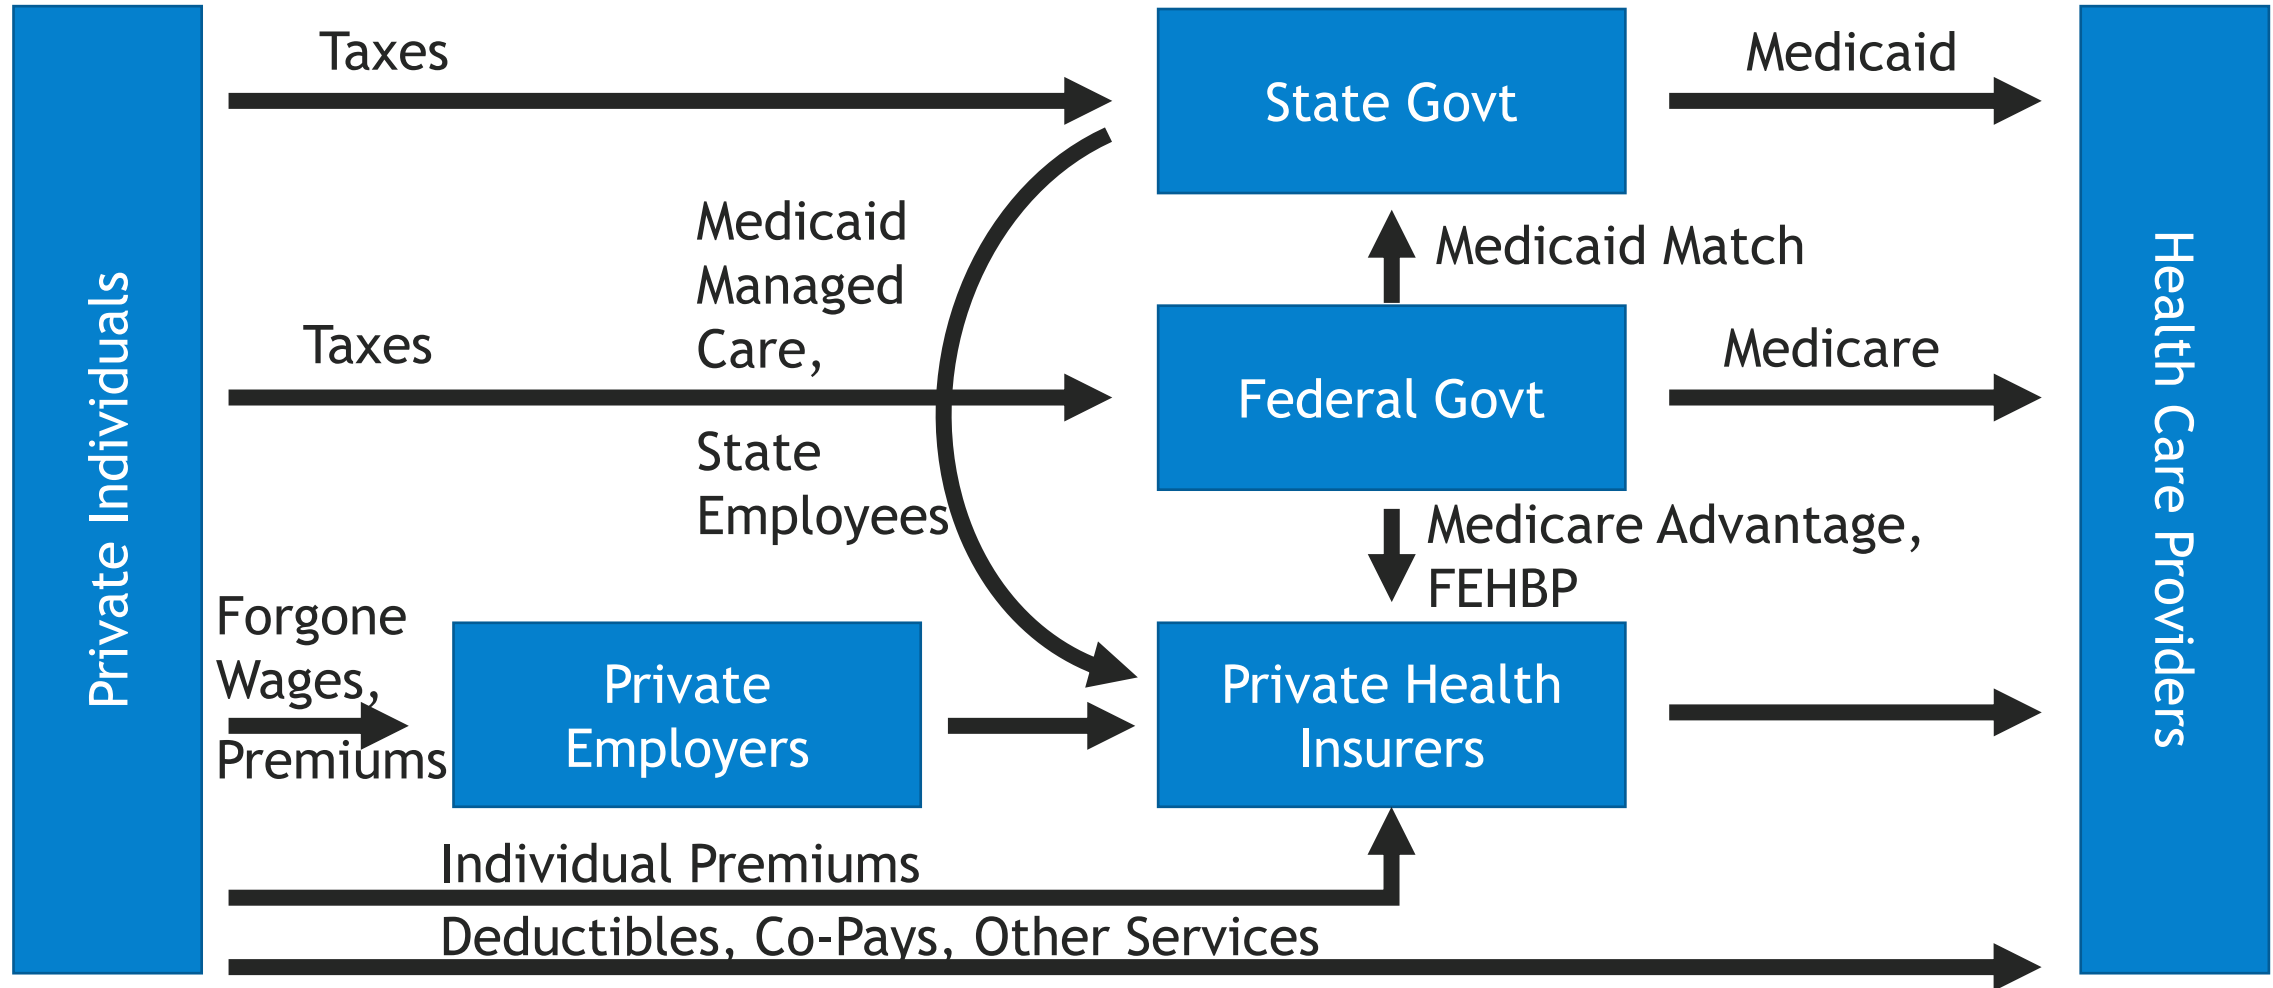 Private Individuals
Taxes
State Govt
Medicaid
Medicaid
Managed
Care,
State
Employees
Medicaid Match
Taxes
Federal Govt
Medicare
Medicare Advantage,
FEHBP
Forgone
Wages,
Premiums
Private
Employers
Private Health
Insurers
Individual Premiums
Deductibles, Co-Pays, Other Services
Health Care Providers